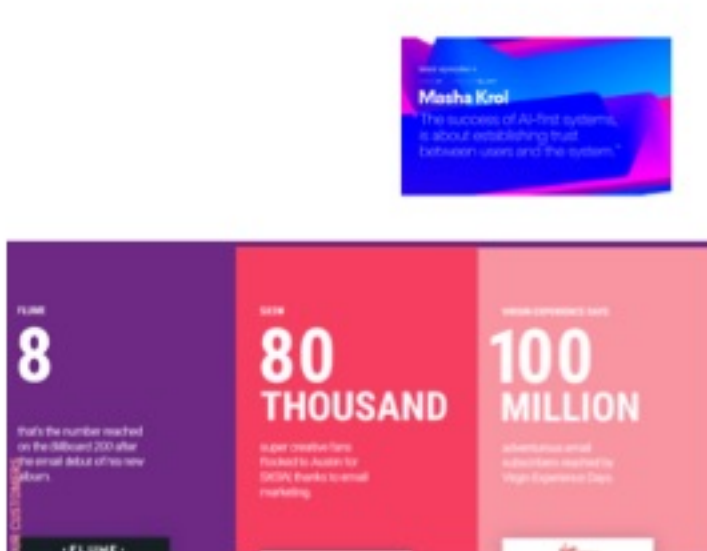 Masha Krol
The success of AI-first systems,
is about establishing trust
between users and the system."
FLUME
8
that's the number reached
on the Billboard 200 after
the email debut of his new
album.
SXSW
80
THOUSAND
super creative fans
flocked to Austin for
SXSW, thanks to email
marketing.
VIRGIN EXPERIENCE DAYS
100
MILLION
adventurous email
subscribers reached by
Virgin Experience Days
CUSTOMERS
FLUME